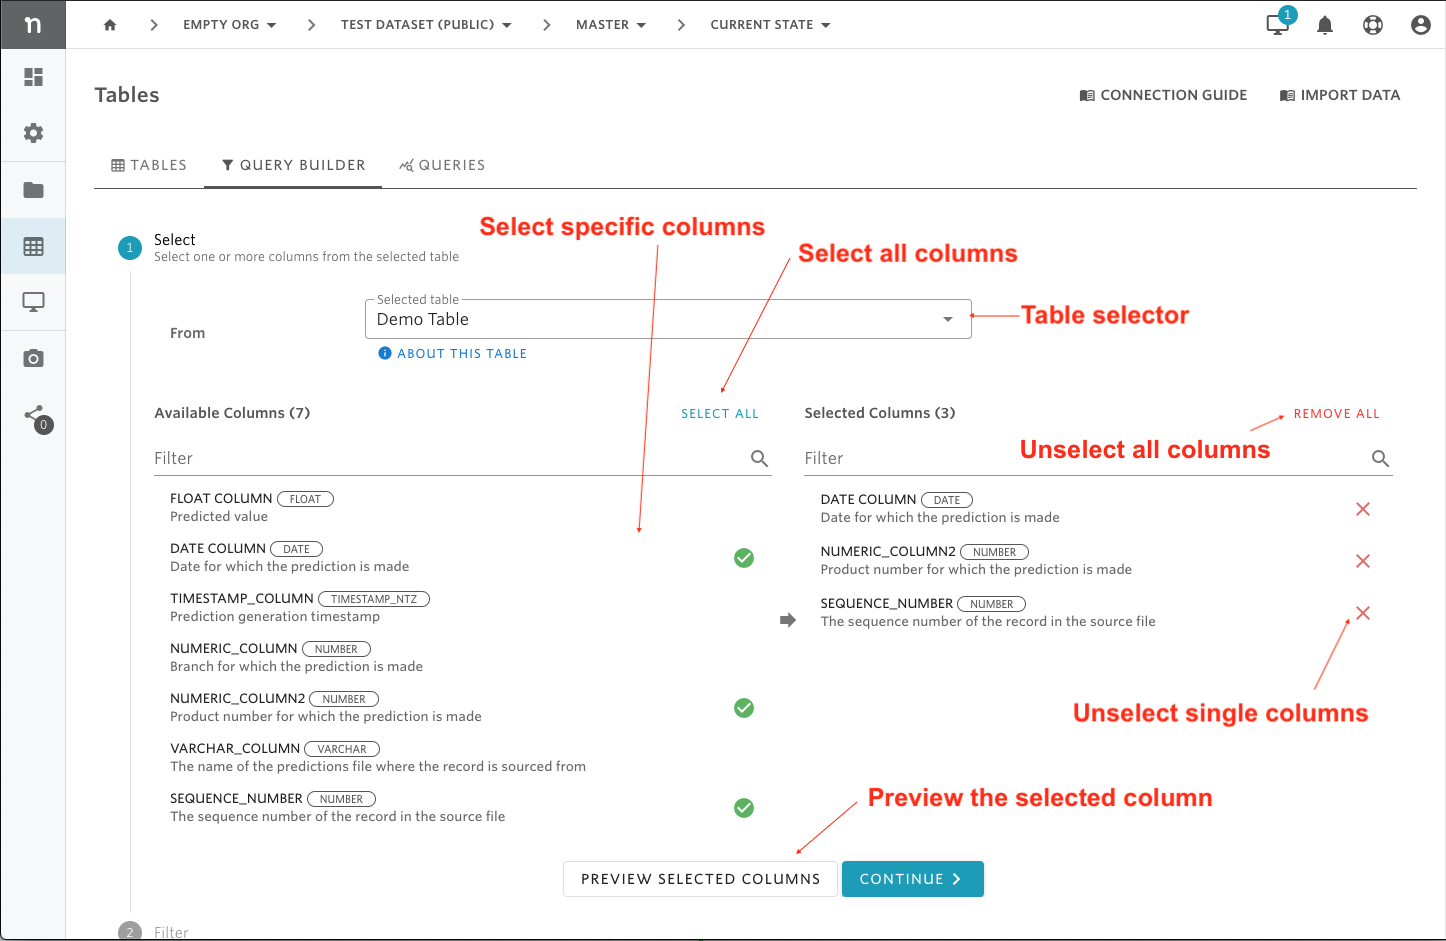 n
EMPTY ORG
TEST DATASET (PUBLIC)
MASTER
CURRENT STATE
1
Tables
CONNECTION GUIDE
IMPORT DATA
TABLES
QUERY BUILDER
QUERIES
Select specific columns
1
Select
Select one or more columns from the selected table
Select all columns
Selected table
Demo Table
Table selector
From
ABOUT THIS TABLE
Available Columns (7)
SELECT ALL
Selected Columns (3)
REMOVE ALL
0
Unselect all columns
Filter
Filter
FLOAT COLUMN FLOAT
Predicted value
DATE COLUMN DATE
Date for which the prediction is made
TIMESTAMP_COLUMN TIMESTAMP_NTZ
Prediction generation timestamp
NUMERIC_COLUMN NUMBER
Branch for which the prediction is made
NUMERIC_COLUMN2 NUMBER
Product number for which the prediction is made
VARCHAR_COLUMN VARCHAR
The name of the predictions file where the record is sourced from
SEQUENCE_NUMBER NUMBER
The sequence number of the record in the source file
DATE COLUMN DATE
Date for which the prediction is made
NUMERIC_COLUMN2 NUMBER
Product number for which the prediction is made
SEQUENCE_NUMBER NUMBER
The sequence number of the record in the source file
Unselect single columns
Preview the selected column
PREVIEW SELECTED COLUMNS
CONTINUE
2
Filter